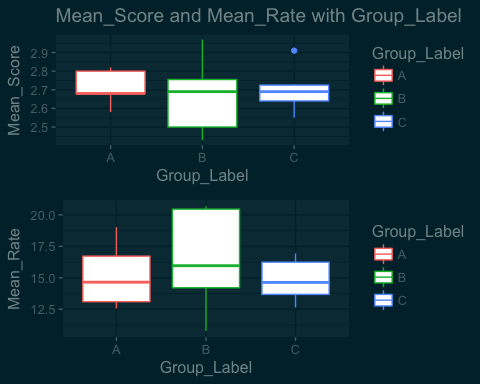 Mean_Score and Mean_Rate with Group_Label
Mean_Score
2.9
2.8
2.7
2.6
2.5
A B C
Group_Label
Group_Label
A
B
C
Mean_Rate
20.0
17.5
15.0
12.5
A B C
Group_Label
Group_Label
A
B
C